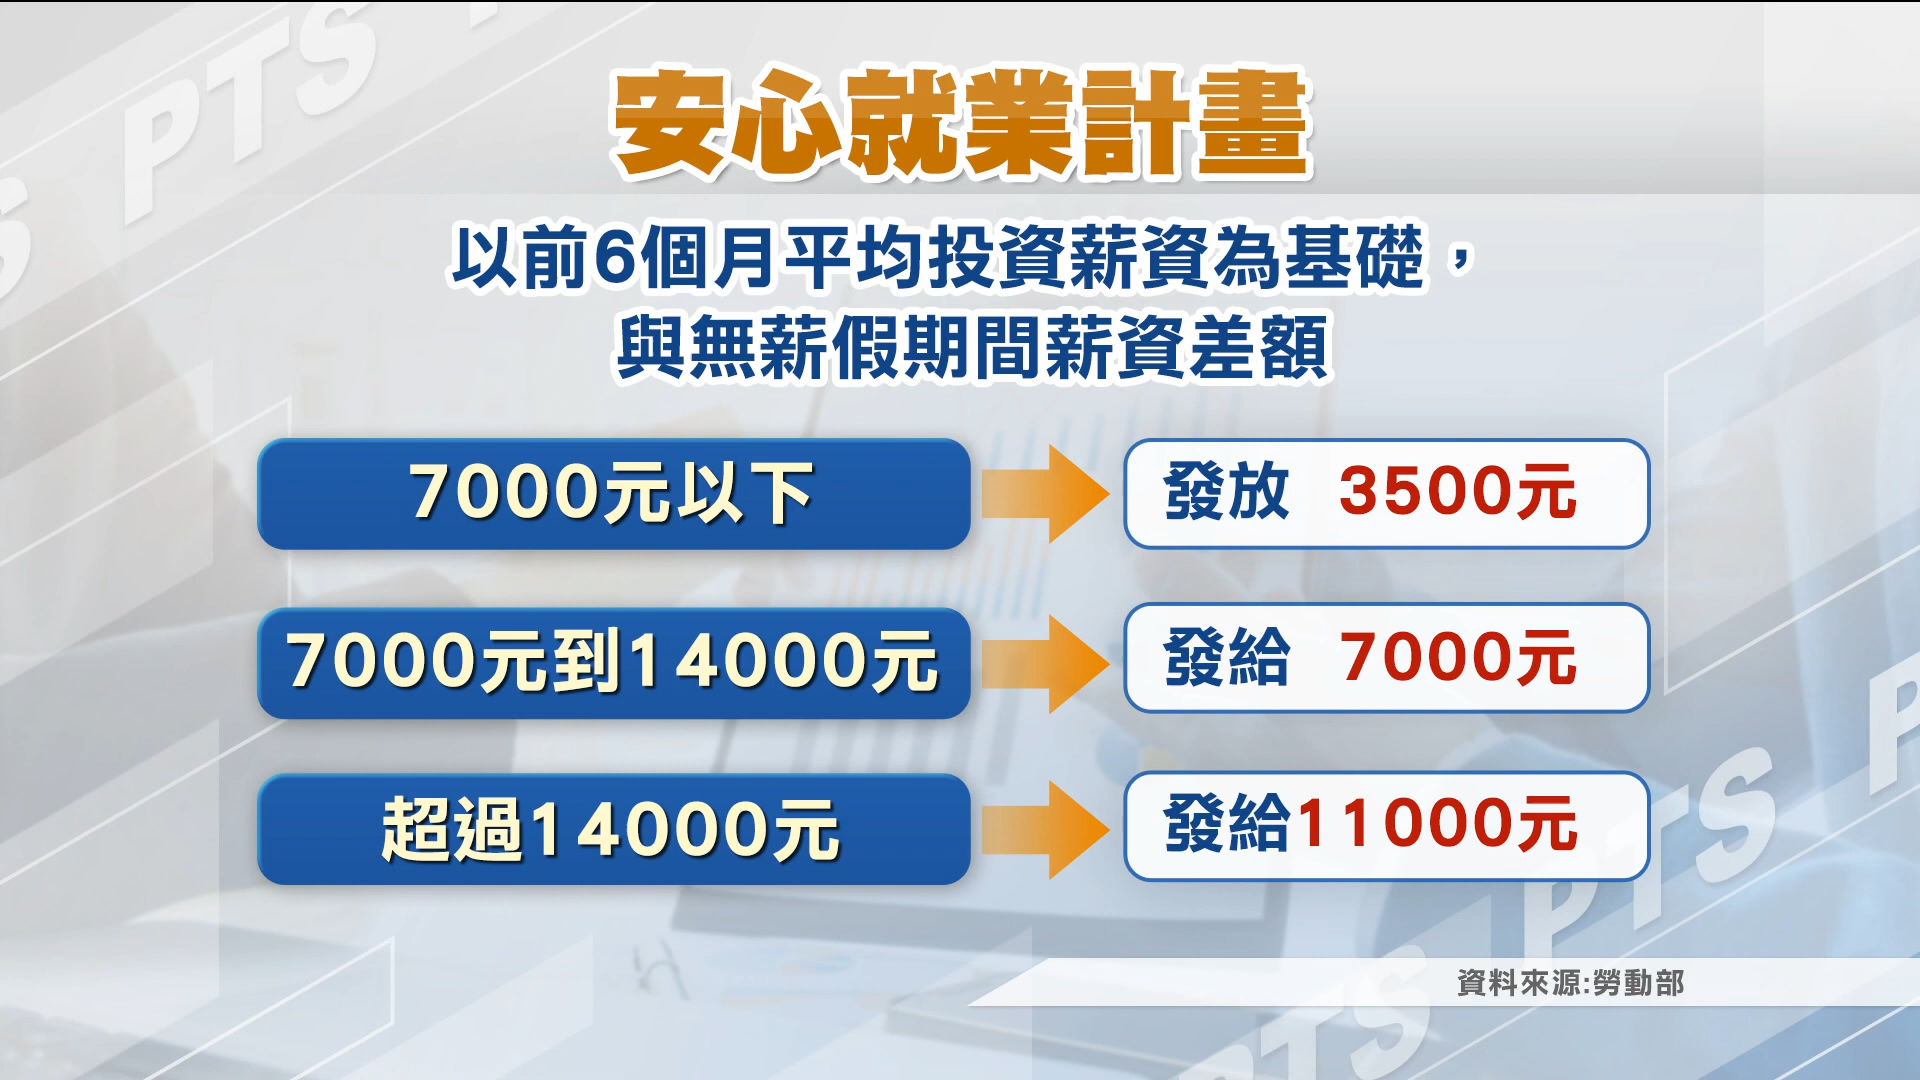 PTS
安心就業計畫
以前6個月平均投資薪資為基礎，
與無薪假期間薪資差額
7000元以下
發放 3500元
7000元到14000元
發給 7000元
超過14000元
發給11000元
PTS
資料來源:勞動部
PTS